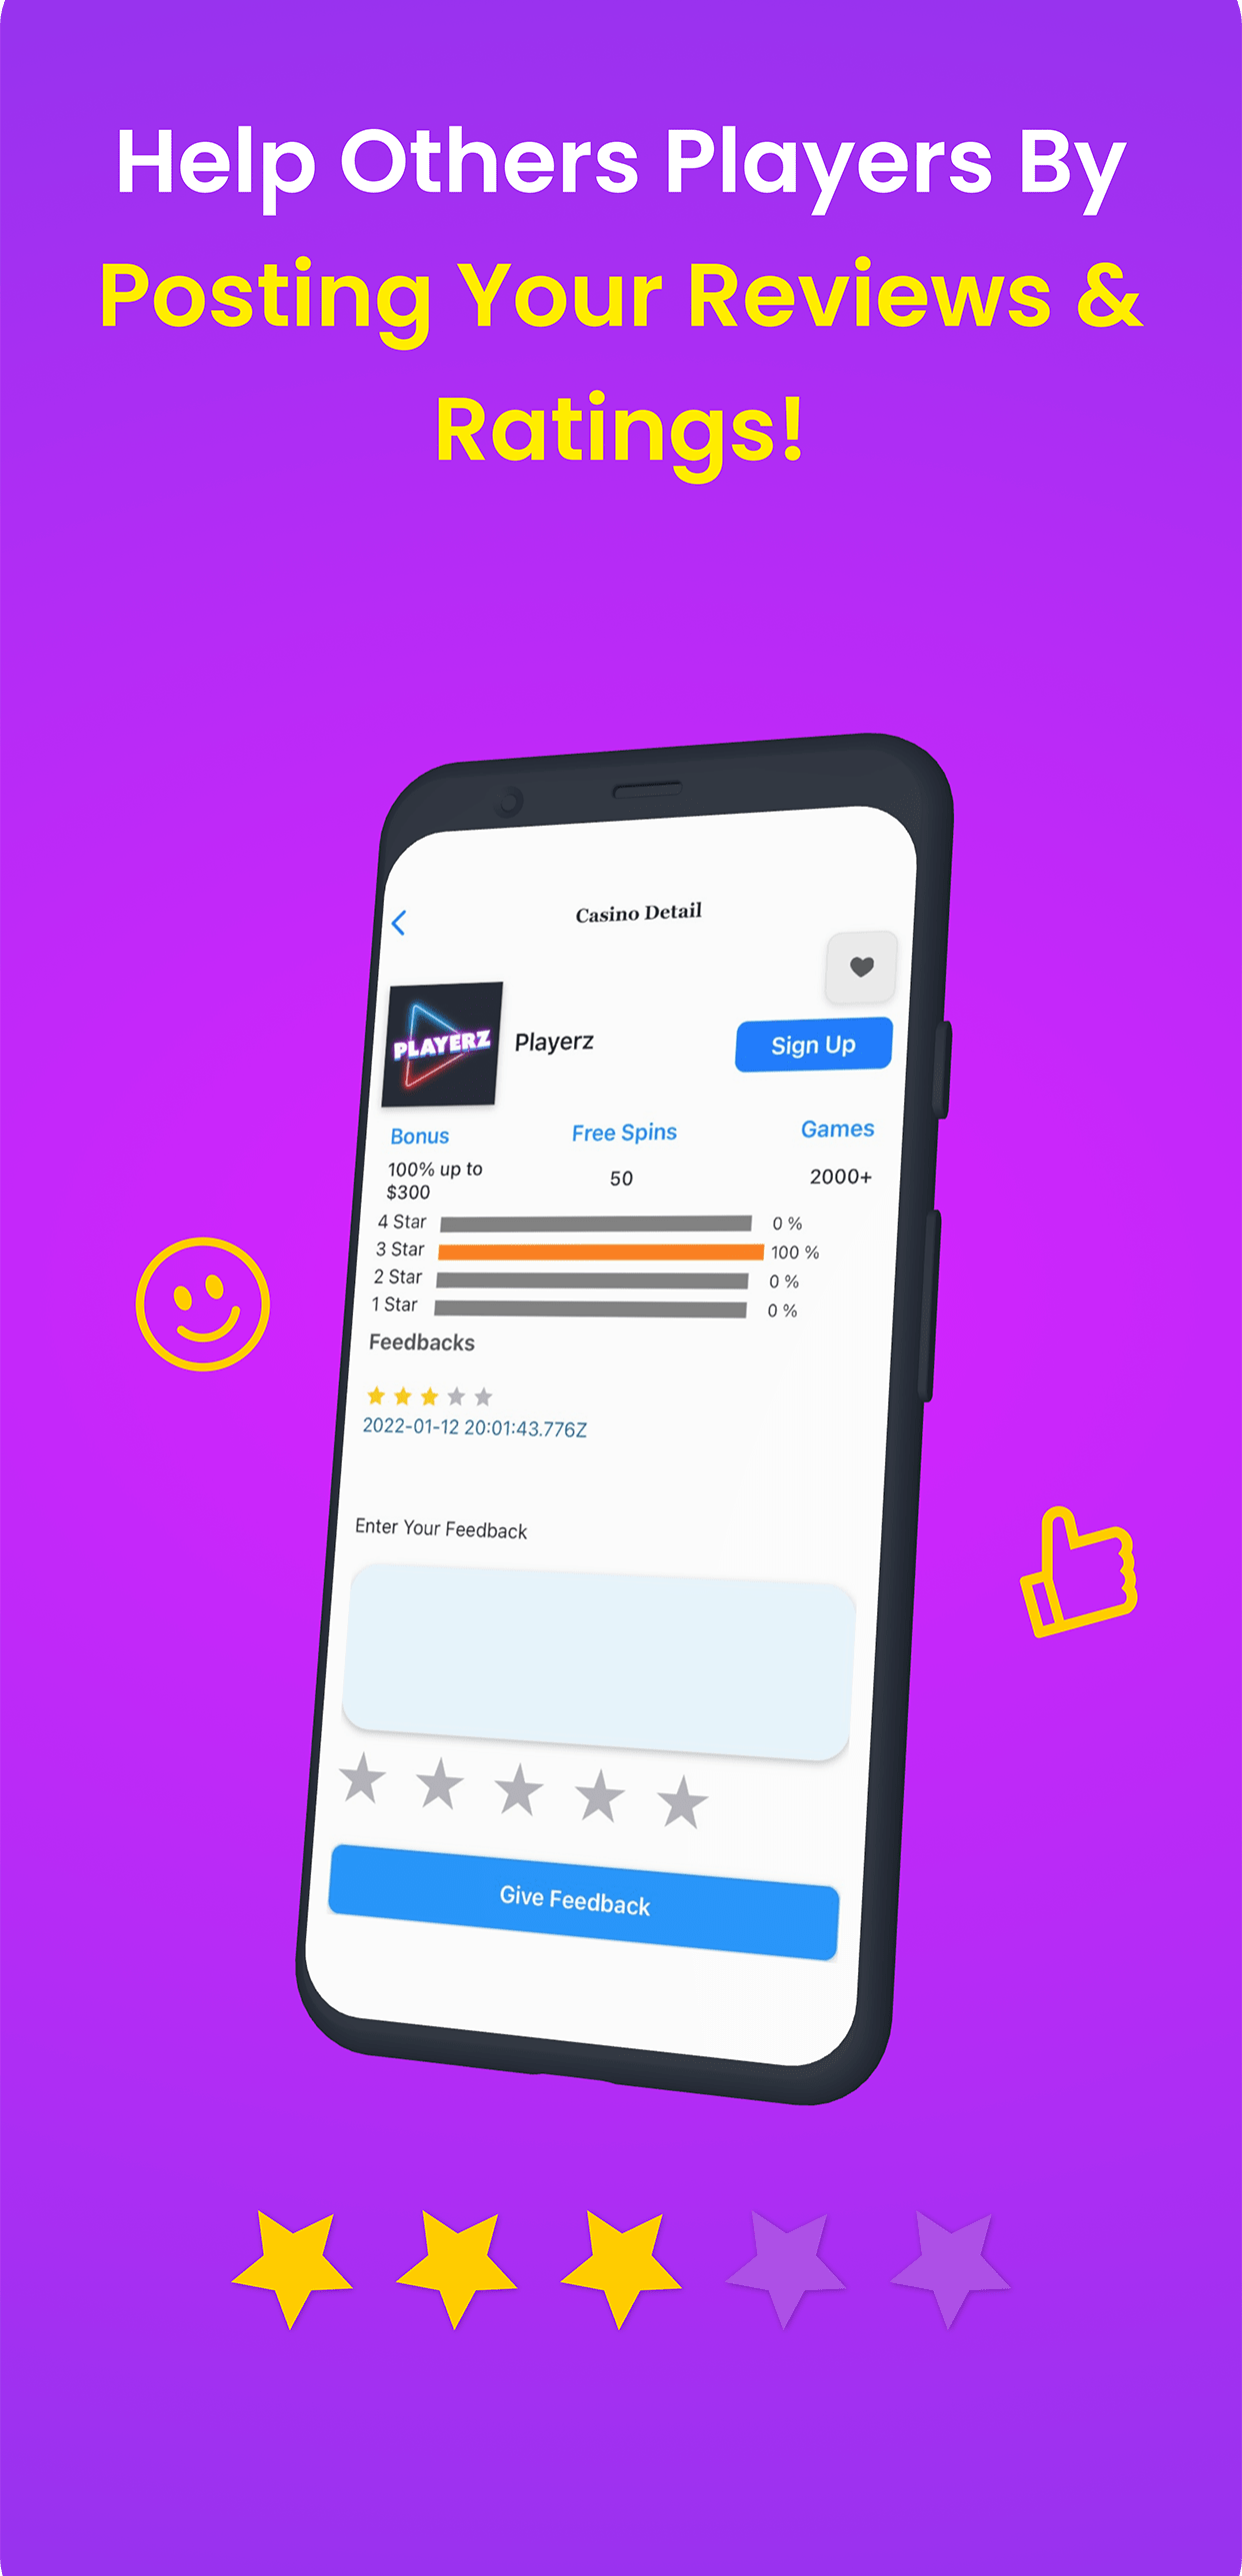 Help Others Players By
Posting Your Reviews &
Ratings!
Casino Detail
PLAYERZ
Playerz
Sign Up
Bonus Free Spins Games
100% up to
$300
50
2000+
4 Star 0 %
3 Star 100 %
2 Star 0 %
1 Star 0 %
Feedbacks
2022-01-12 20:01:43.776Z
Enter Your Feedback
Give Feedback